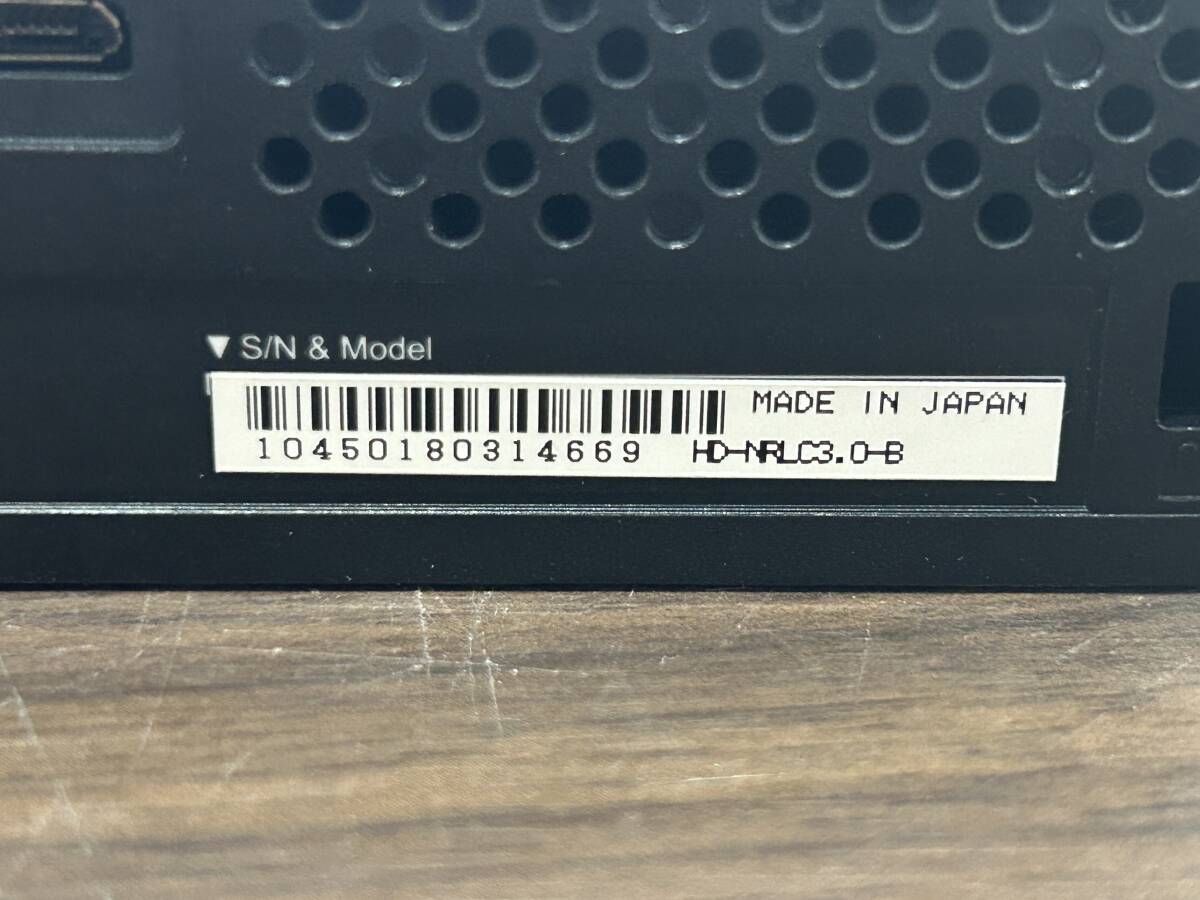 ▼ S/N & Model
MADE IN JAPAN
10450180314669 HD-NRLC3.0-B